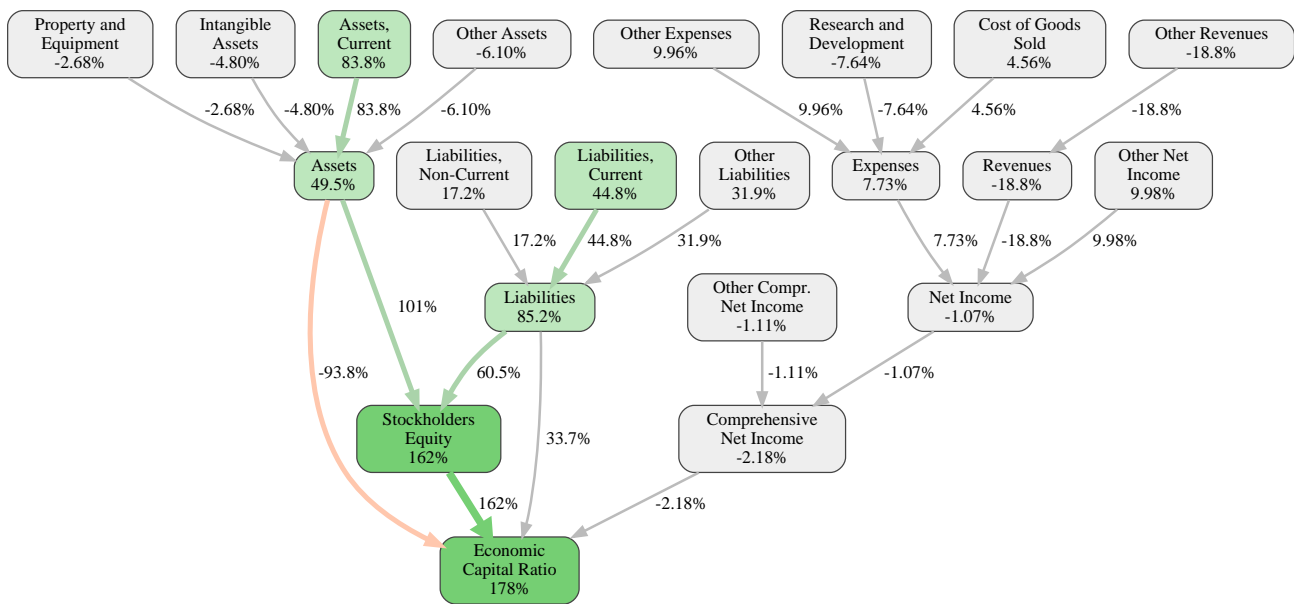 Property and
Equipment
-2.68%
Intangible
Assets
-4.80%
Assets,
Current
83.8%
Other Assets
-6.10%
Other Expenses
9.96%
Research and
Development
-7.64%
Cost of Goods
Sold
4.56%
Other Revenues
-18.8%
-2.68%
-4.80%
83.8%
-6.10%
9.96%
-7.64%
4.56%
-18.8%
Assets
49.5%
Liabilities,
Non-Current
17.2%
Liabilities,
Current
44.8%
Other
Liabilities
31.9%
Expenses
7.73%
Revenues
-18.8%
Other Net
Income
9.98%
17.2%
44.8%
31.9%
7.73%
-18.8%
9.98%
101%
Liabilities
85.2%
Other Compr.
Net Income
-1.11%
Net Income
-1.07%
-93.8%
60.5%
-1.11%
-1.07%
Stockholders
Equity
162%
33.7%
Comprehensive
Net Income
-2.18%
162%
-2.18%
Economic
Capital Ratio
178%